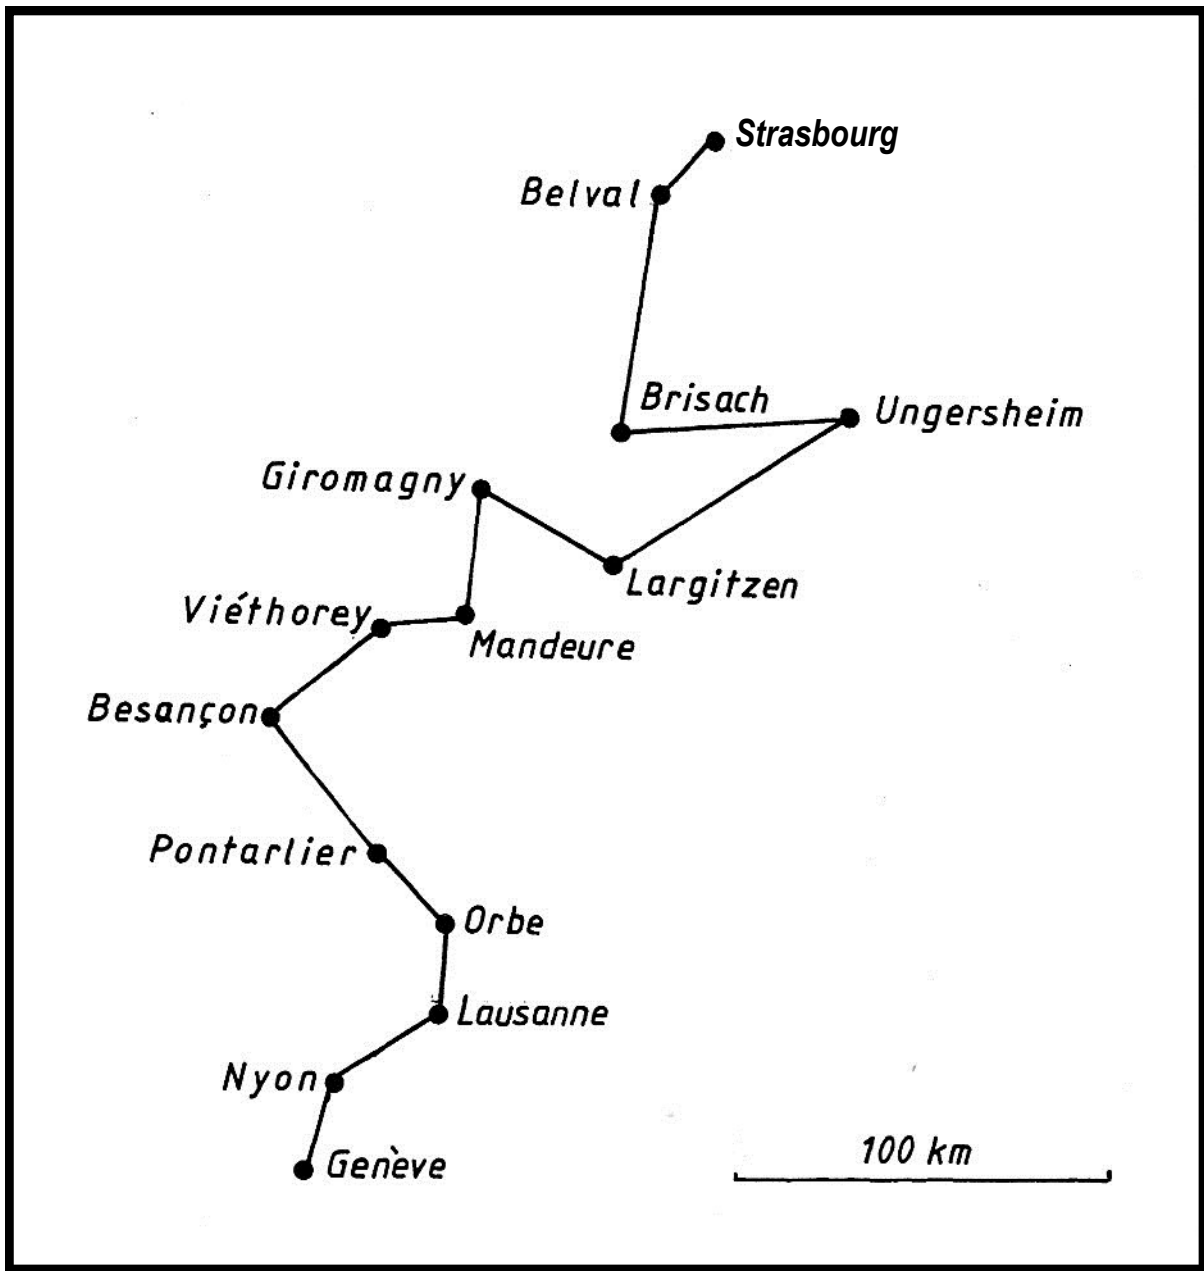 Strasbourg
Belval
Brisach
Ungersheim
Giromagny
Largitzen
Viéthorey
Mandeure
Besançon
Pontarlier
Orbe
Lausanne
Nyon
Genève
100 km